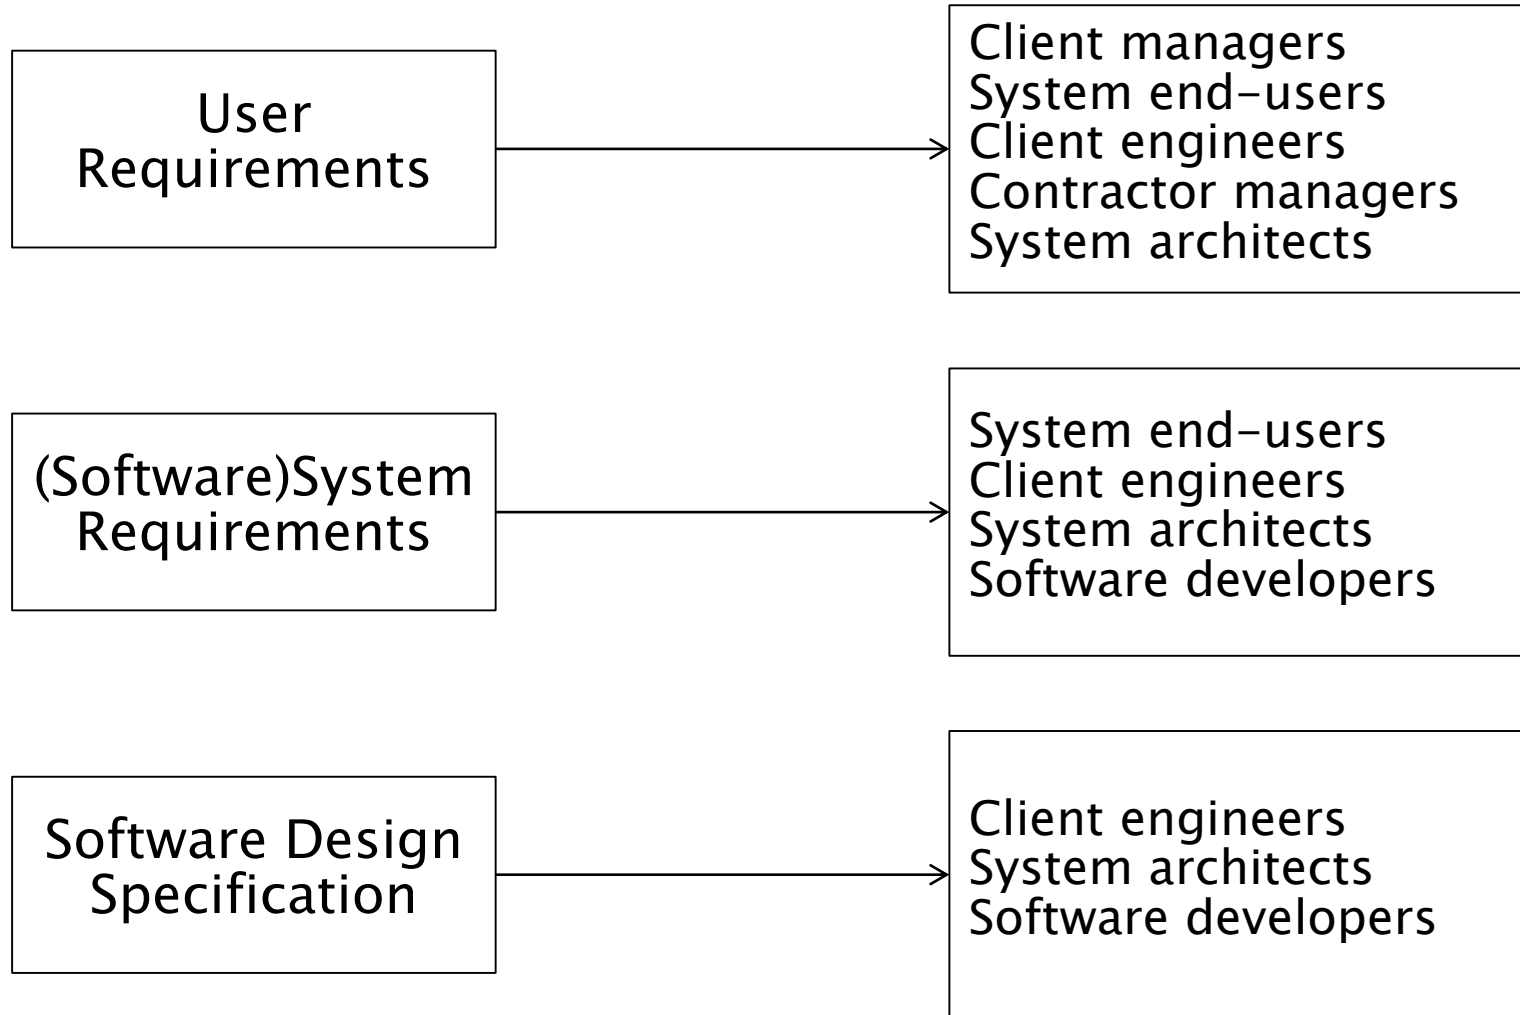 User
Requirements
Client managers
System end–users
Client engineers
Contractor managers
System architects
(Software)System
Requirements
System end–users
Client engineers
System architects
Software developers
Software Design
Specification
Client engineers
System architects
Software developers